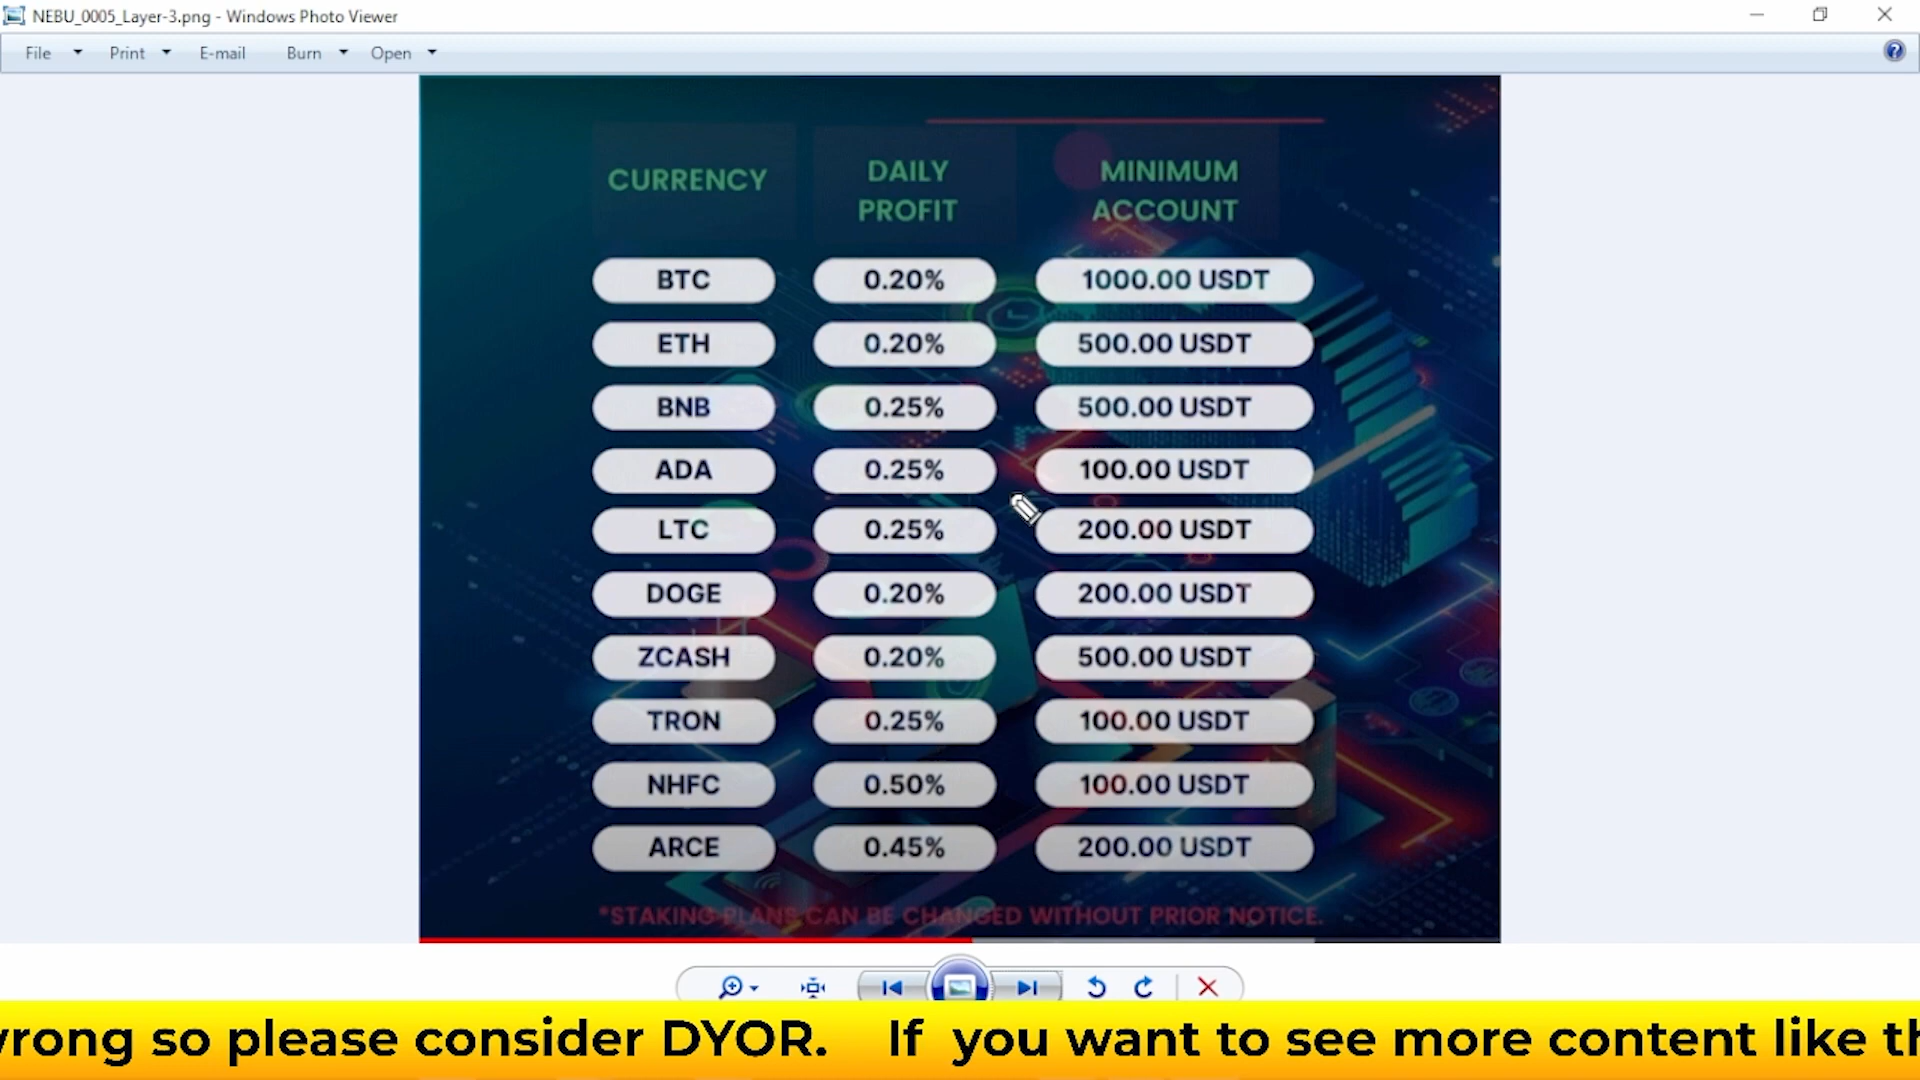 NEBU_0005_Layer-3.png - Windows Photo Viewer
File Print E-mail Burn Open
CURRENCY DAILY PROFIT MINIMUM ACCOUNT
BTC 0.20% 1000.00 USDT
ETH 0.20% 500.00 USDT
BNB 0.25% 500.00 USDT
ADA 0.25% 100.00 USDT
LTC 0.25% 200.00 USDT
DOGE 0.20% 200.00 USDT
ZCASH 0.20% 500.00 USDT
TRON 0.25% 100.00 USDT
NHFC 0.50% 100.00 USDT
ARCE 0.45% 200.00 USDT
*STAKING PLANS CAN BE CHANGED WITHOUT PRIOR NOTICE.
wrong so please consider DYOR. If you want to see more content like th